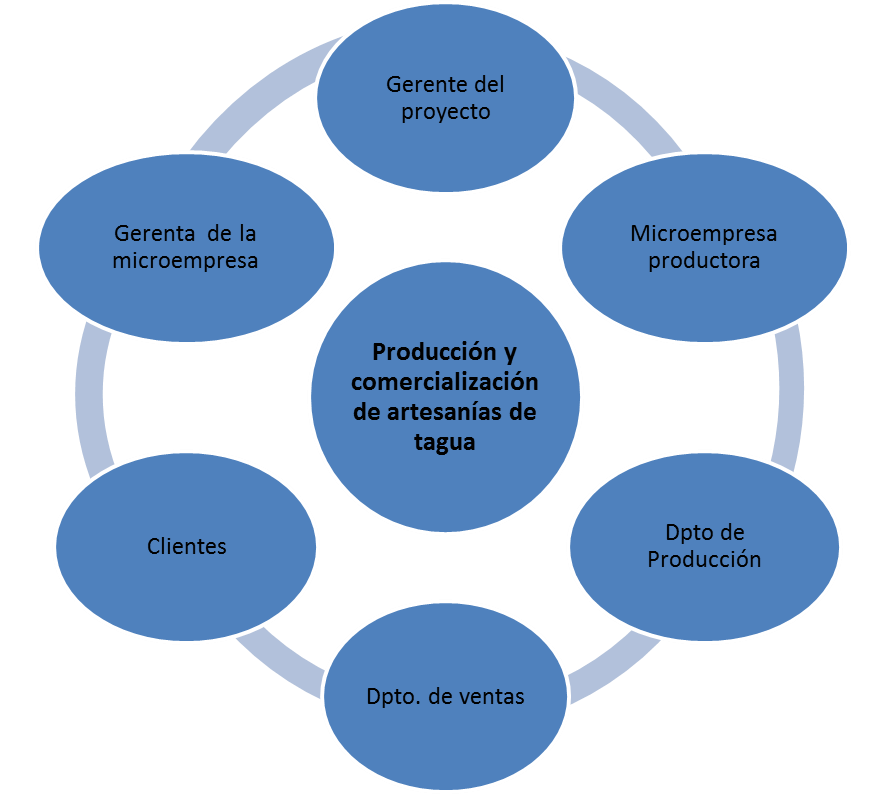 Gerente del
proyecto
Gerenta de la
microempresa
Microempresa
productora
Producción y
comercialización
de artesanías de
tagua
Clientes
Dpto de
Producción
Dpto. de ventas